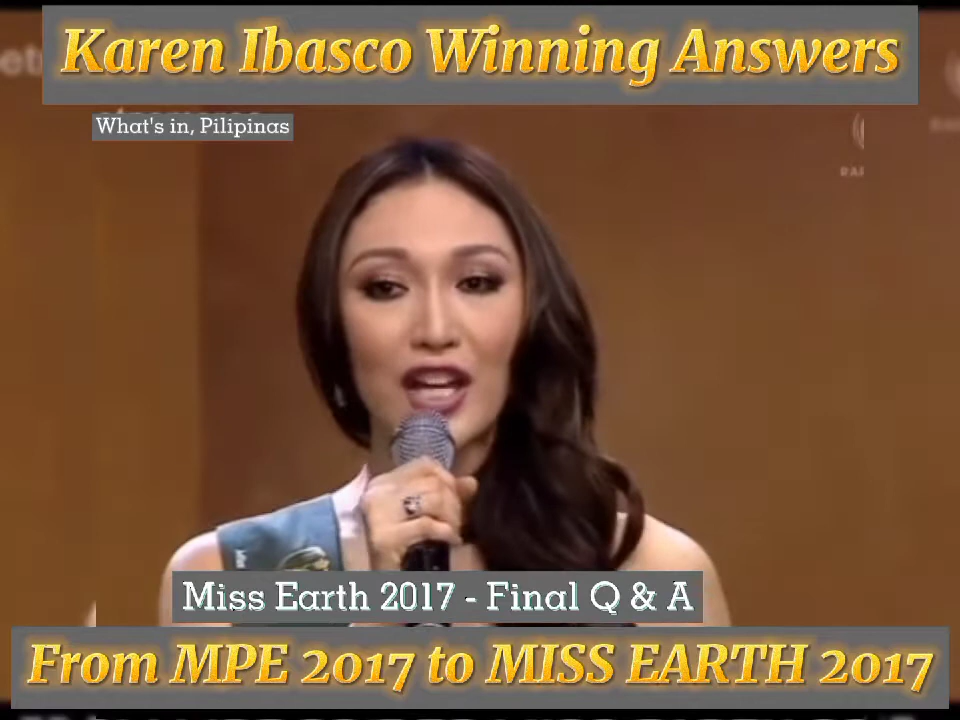 Karen Ibasco Winning Answers
What's in, Pilipinas
Miss Earth 2017 - Final Q & A
From MPE 2017 to MISS EARTH 2017